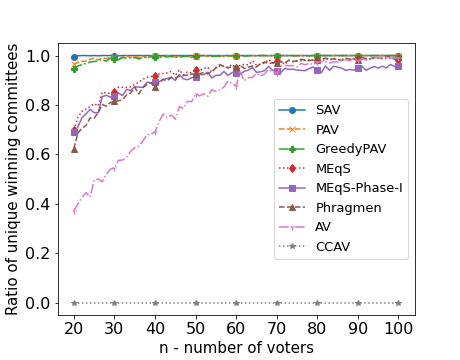 Ratio of unique winning committees
1.0
0.8
0.6
0.4
0.2
0.0
SAV
PAV
GreedyPAV
MEqS
MEqS-Phase-I
Phragmen
AV
CCAV
20 30 40 50 60 70 80 90 100
n - number of voters